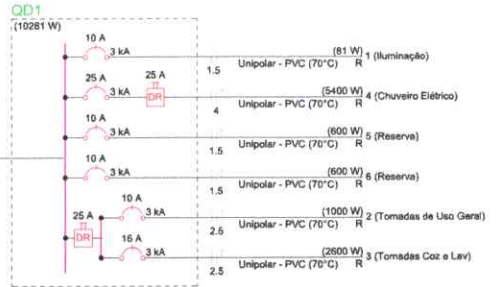 QD1
(10281 W)
10 A
3 kA
(81 W)
1 (Iluminação)
1.5
Unipolar - PVC (70°C)
R
25 A
3 kA
25 A
DR
(5400 W)
4 (Chuveiro Elétrico)
4
Unipolar - PVC (70°C)
R
10 A
3 kA
(600 W)
5 (Reserva)
1.5
Unipolar - PVC (70°C)
R
10 A
3 kA
(600 W)
6 (Reserva)
1.5
Unipolar - PVC (70°C)
R
25 A
DR
10 A
3 kA
(1000 W)
2 (Tomadas de Uso Geral)
2.5
Unipolar - PVC (70°C)
R
16 A
3 kA
(2600 W)
3 (Tomadas Coz e Lav)
2.5
Unipolar - PVC (70°C)
R